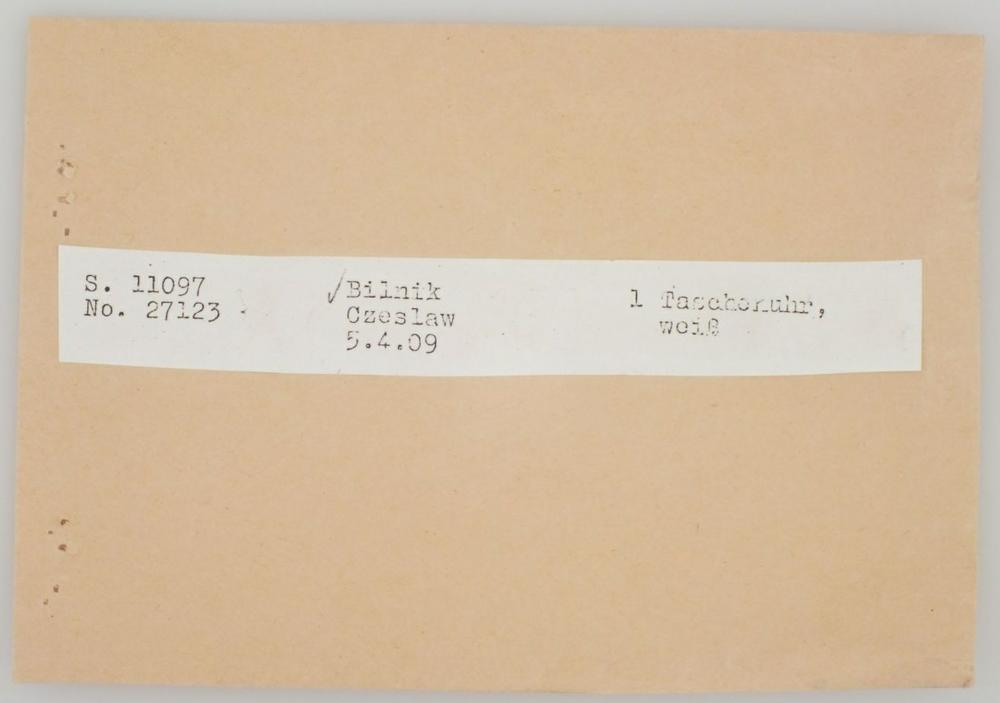 S. 11097
No. 27123
✓Bilnik
Czeslaw
5.4.09
1 Taschenuhr,
weiß